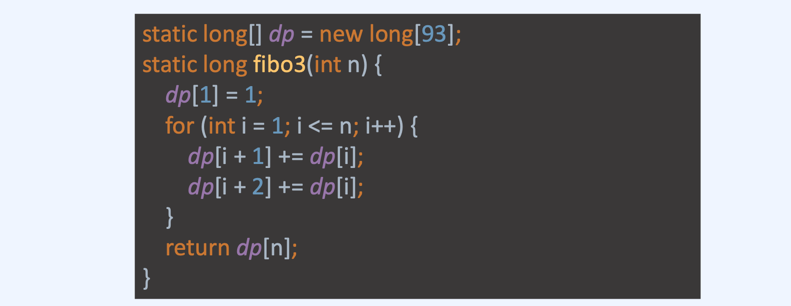 static long[] dp = new long[93];
static long fibo3(int n) {
dp[1] = 1;
for (int i = 1; i <= n; i++) {
dp[i + 1] += dp[i];
dp[i + 2] += dp[i];
}
return dp[n];
}